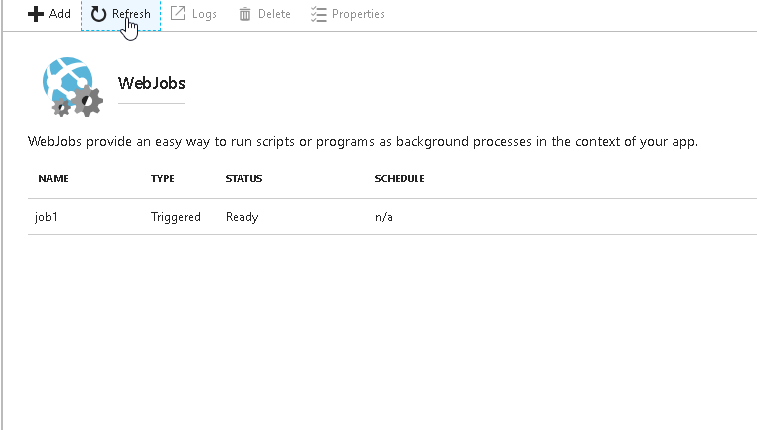 Add Refresh Logs Delete Properties
WebJobs
WebJobs provide an easy way to run scripts or programs as background processes in the context of your app.
NAME TYPE STATUS SCHEDULE
job1 Triggered Ready n/a